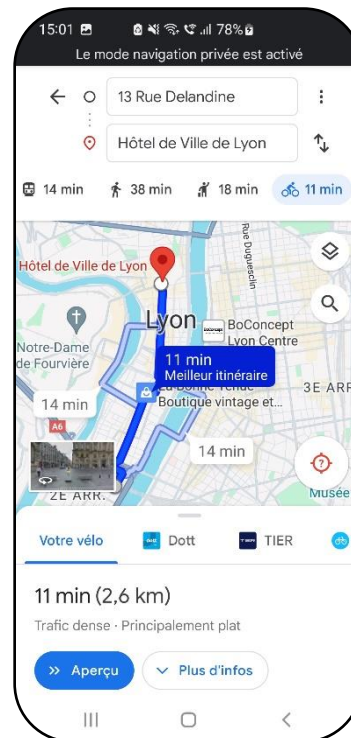 15:01 78%
Le mode navigation privée est activé
13 Rue Delandine
Hôtel de Ville de Lyon
14 min 38 min 18 min 11 min
Rue Duguesclin
Hôtel de Ville de Lyon
Lyon
BoConcept
Lyon Centre
Notre-Dame
de Fourvière
11 min
Meilleur itinéraire
La Bonne Tenue
Boutique vintage et...
3E ARR
14 min
A6
14 min
2E ARR.
Musée
Votre vélo Dott TIER
11 min (2,6 km)
Trafic dense · Principalement plat
Aperçu Plus d'infos